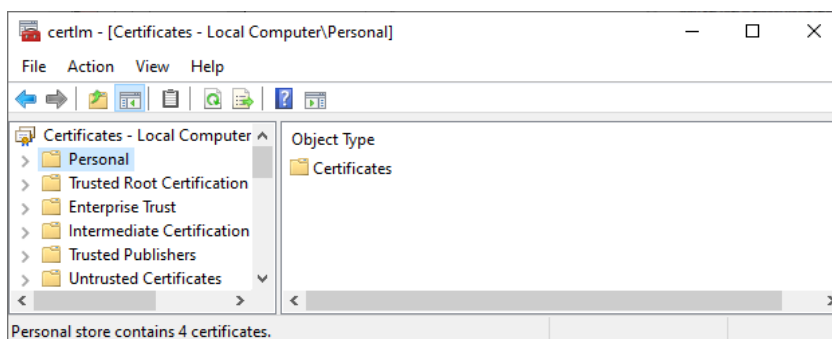 certlm - [Certificates - Local Computer\Personal]
File Action View Help
Certificates - Local Computer
Personal
Trusted Root Certification
Enterprise Trust
Intermediate Certification
Trusted Publishers
Untrusted Certificates
Object Type
Certificates
Personal store contains 4 certificates.